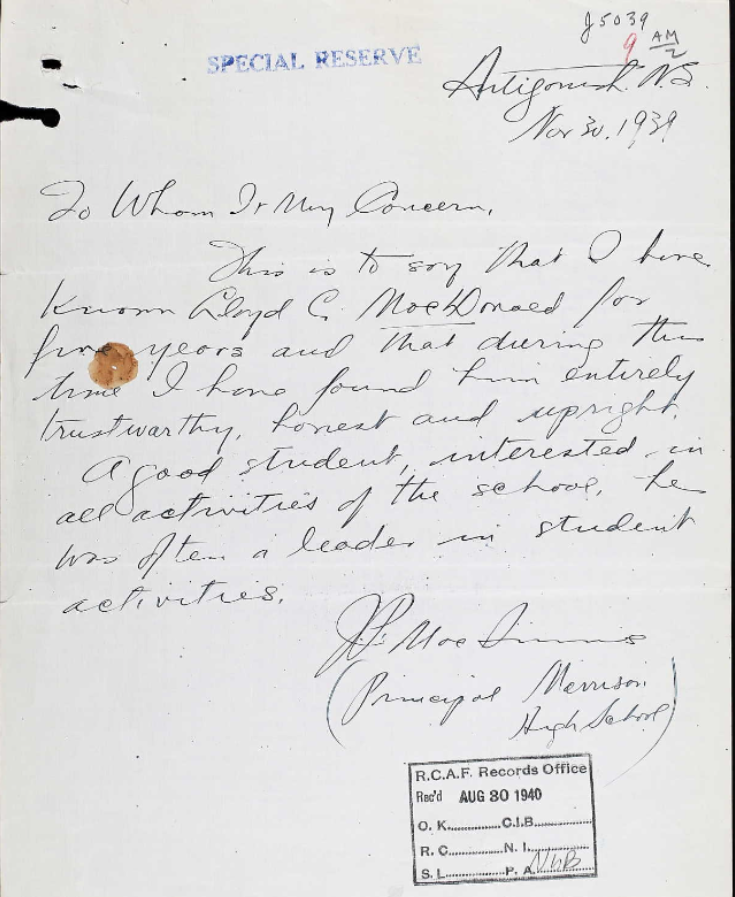 J5039
9 AM
2
SPECIAL RESERVE
Antigonish. N.S.
Nov 30, 1939
To Whom It May Concern,
This is to say that I have
known Lloyd C. MacDonald for
five years and that during this
time I have found him entirely
trustworthy, honest and upright.
A good student, interested in
all activities of the school, he
was often a leader in student
activities.
(Principal Morrison
High School)
R.C.A.F. Records Office
Rec'd AUG 30 1940
O. K..............C.I.B................
R. C..............N. I..................
S. L...............P. A.